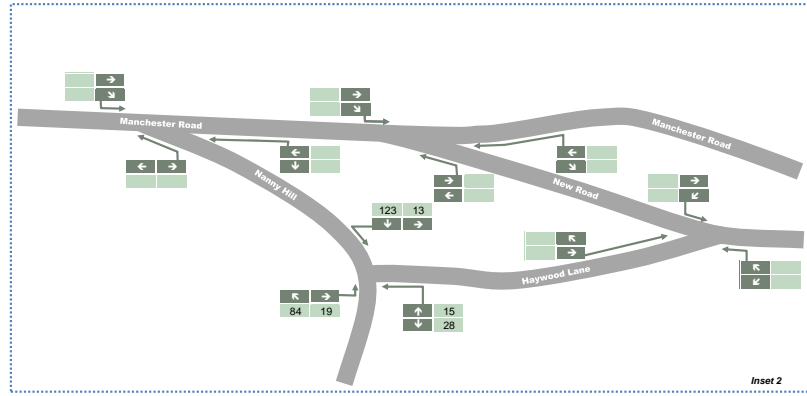 Manchester Road
Manchester Road
Nanny Hill
New Road
123 13
Haywood Lane
84 19
15
28
Inset 2